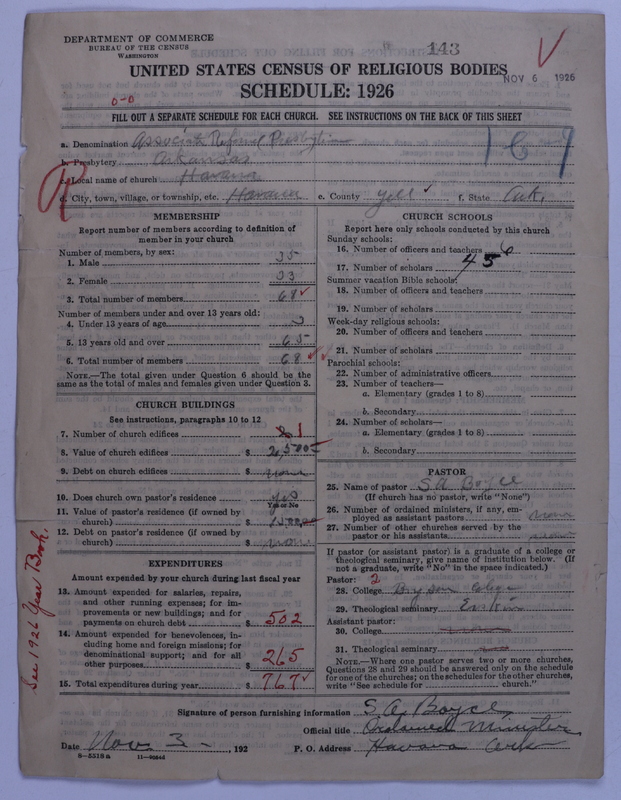 DEPARTMENT OF COMMERCE
BUREAU OF THE CENSUS
WASHINGTON
143
UNITED STATES CENSUS OF RELIGIOUS BODIES
NOV 6 1926
SCHEDULE: 1926
0-0
FILL OUT A SEPARATE SCHEDULE FOR EACH CHURCH. SEE INSTRUCTIONS ON THE BACK OF THIS SHEET
a. Denomination Associate Reformed Presbyterian
b. Presbytery Arkansas
c. Local name of church Havana
d. City, town, village, or township, etc. Havana e. County Yell f. State Ark.
R
MEMBERSHIP
Report number of members according to definition of
member in your church
Number of members, by sex:
1. Male 35
2. Female 33
3. Total number of members 68
Number of members under and over 13 years old:
4. Under 13 years of age
5. 13 years old and over 65
6. Total number of members 68
NOTE.—The total given under Question 6 should be the
same as the total of males and females given under Question 3.
CHURCH BUILDINGS
See instructions, paragraphs 10 to 12
7. Number of church edifices 1
8. Value of church edifices $
9. Debt on church edifices $ none
10. Does church own pastor's residence yes
Yes or No
11. Value of pastor's residence (if owned by
church) $
12. Debt on pastor's residence (if owned by
church) $ none
EXPENDITURES
Amount expended by your church during last fiscal year
13. Amount expended for salaries, repairs,
and other running expenses; for im-
provements or new buildings; and for
payments on church debt $ 502
14. Amount expended for benevolences, in-
cluding home and foreign missions; for
denominational support; and for all
other purposes $ 265
15. Total expenditures during year $ 767
See 1926 Year Book.
CHURCH SCHOOLS
Report here only schools conducted by this church
Sunday schools:
16. Number of officers and teachers 6
17. Number of scholars 45
Summer vacation Bible schools:
18. Number of officers and teachers
19. Number of scholars
Week-day religious schools:
20. Number of officers and teachers
21. Number of scholars
Parochial schools:
22. Number of administrative officers
23. Number of teachers—
a. Elementary (grades 1 to 8)
b. Secondary
24. Number of scholars—
a. Elementary (grades 1 to 8)
b. Secondary
PASTOR
25. Name of pastor S A Boyce
(If church has no pastor, write "None")
26. Number of ordained ministers, if any, em-
ployed as assistant pastors
27. Number of other churches served by the
pastor or his assistants
If pastor (or assistant pastor) is a graduate of a college or
theological seminary, give name of institution below. (If
not a graduate, write "No" in the space indicated.)
Pastor: 2
28. College Bryson College
29. Theological seminary Erskine
Assistant pastor:
30. College
31. Theological seminary
NOTE.—Where one pastor serves two or more churches,
Questions 28 and 29 should be answered only on the schedule
for one of the churches; on the schedules for the other churches,
write "See schedule for church."
Signature of person furnishing information S. A. Boyce
Official title Ordained Minister
Date Nov 3 - , 192 P. O. Address Havana Ark
8—5518a 11—